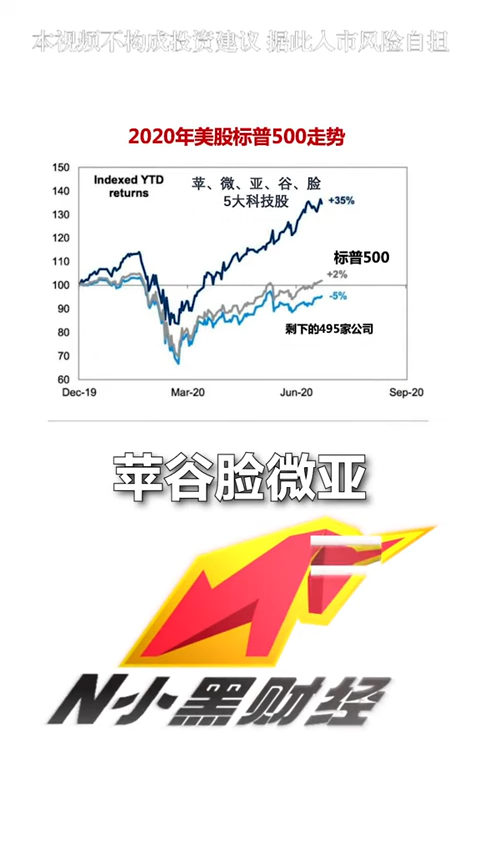 本视频不构成投资建议 据此入市风险自担
2020年美股标普500走势
150
140
130
120
110
100
90
80
70
60
Indexed YTD
returns
苹、微、亚、谷、脸
5大科技股
+35%
标普500
+2%
-5%
剩下的495家公司
Dec-19
Mar-20
Jun-20
Sep-20
苹谷脸微亚
N小黑财经